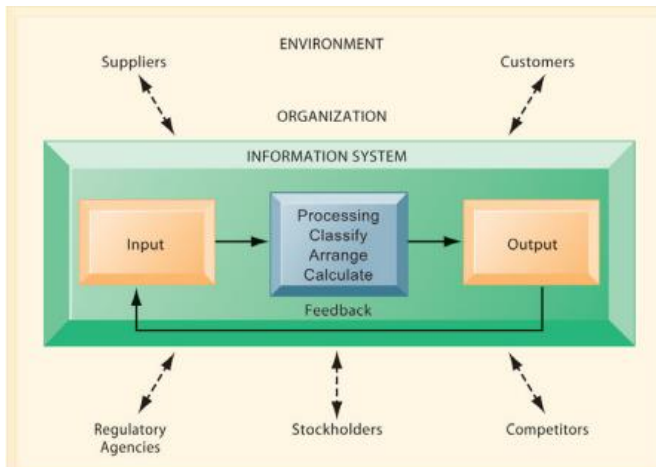 ENVIRONMENT
Suppliers
Customers
ORGANIZATION
INFORMATION SYSTEM
Input
Processing
Classify
Arrange
Calculate
Output
Feedback
Regulatory
Agencies
Stockholders
Competitors